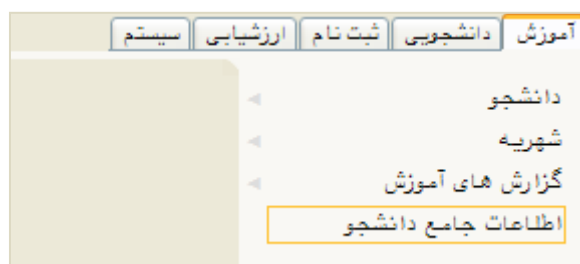 آموزش دانشجویی ثبت نام ارزشیابی سیستم
دانشجو
شهریه
گزارش های آموزش
اطلاعات جامع دانشجو